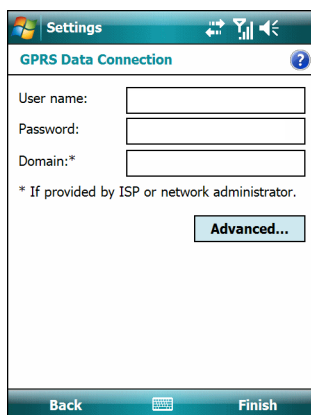 Settings
GPRS Data Connection
?
User name:
Password:
Domain:*
* If provided by ISP or network administrator.
Advanced...
Back Finish